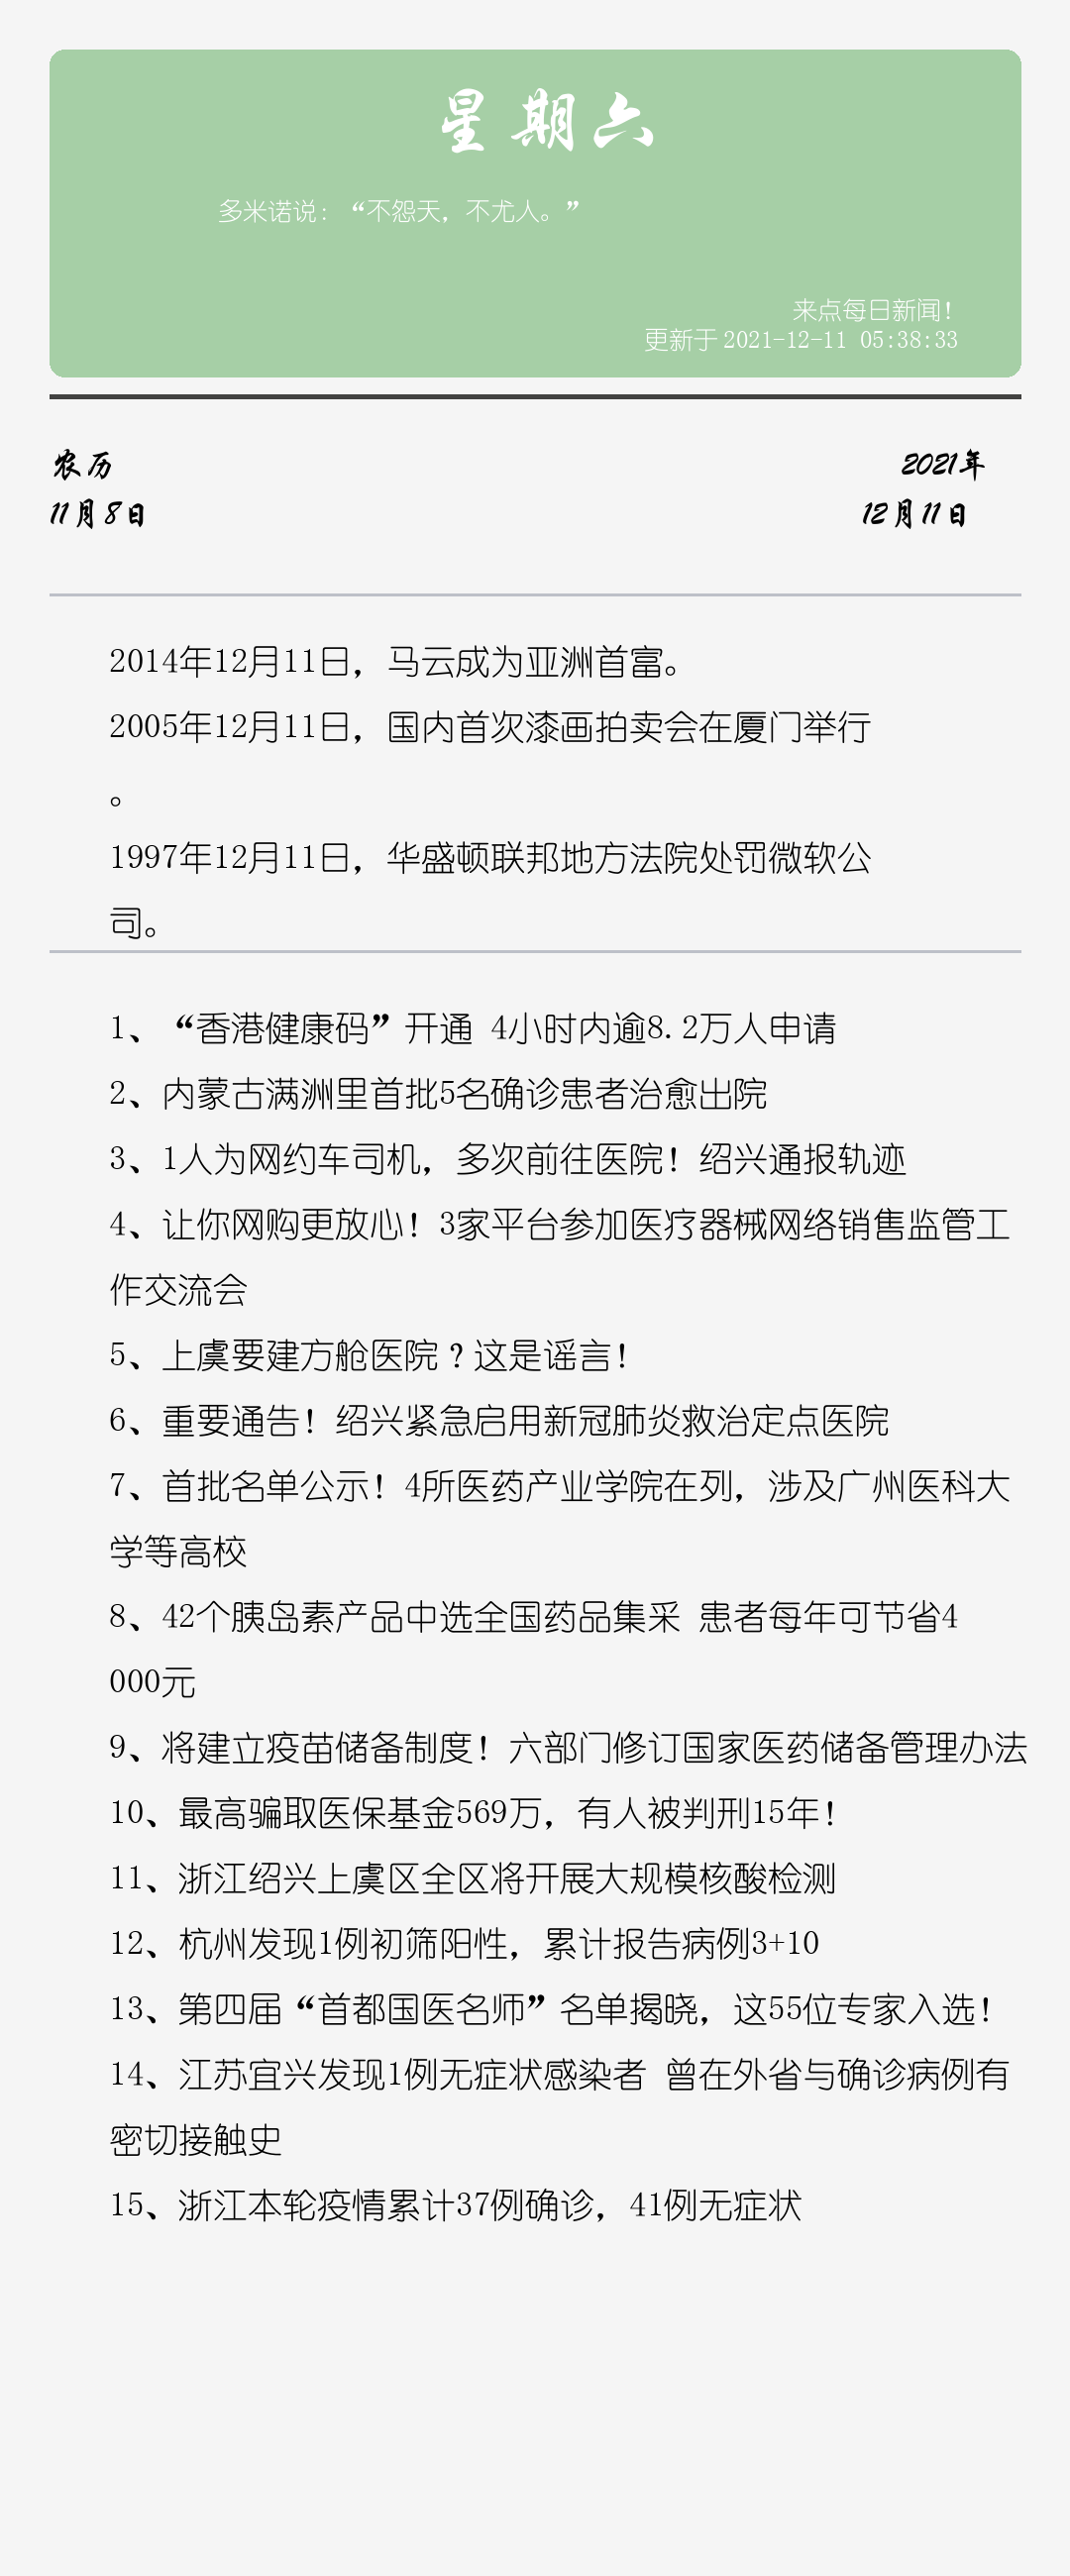 星期六
多米诺说：“不怨天，不尤人。”
来点每日新闻！
更新于 2021-12-11 05:38:33
农历
11月8日
2021年
12月11日
2014年12月11日，马云成为亚洲首富。
2005年12月11日，国内首次漆画拍卖会在厦门举行
。
1997年12月11日，华盛顿联邦地方法院处罚微软公
司。
1、“香港健康码”开通 4小时内逾8.2万人申请
2、内蒙古满洲里首批5名确诊患者治愈出院
3、1人为网约车司机，多次前往医院！绍兴通报轨迹
4、让你网购更放心！3家平台参加医疗器械网络销售监管工
作交流会
5、上虞要建方舱医院？这是谣言！
6、重要通告！绍兴紧急启用新冠肺炎救治定点医院
7、首批名单公示！4所医药产业学院在列，涉及广州医科大
学等高校
8、42个胰岛素产品中选全国药品集采 患者每年可节省4
000元
9、将建立疫苗储备制度！六部门修订国家医药储备管理办法
10、最高骗取医保基金569万，有人被判刑15年！
11、浙江绍兴上虞区全区将开展大规模核酸检测
12、杭州发现1例初筛阳性，累计报告病例3+10
13、第四届“首都国医名师”名单揭晓，这55位专家入选！
14、江苏宜兴发现1例无症状感染者 曾在外省与确诊病例有
密切接触史
15、浙江本轮疫情累计37例确诊，41例无症状